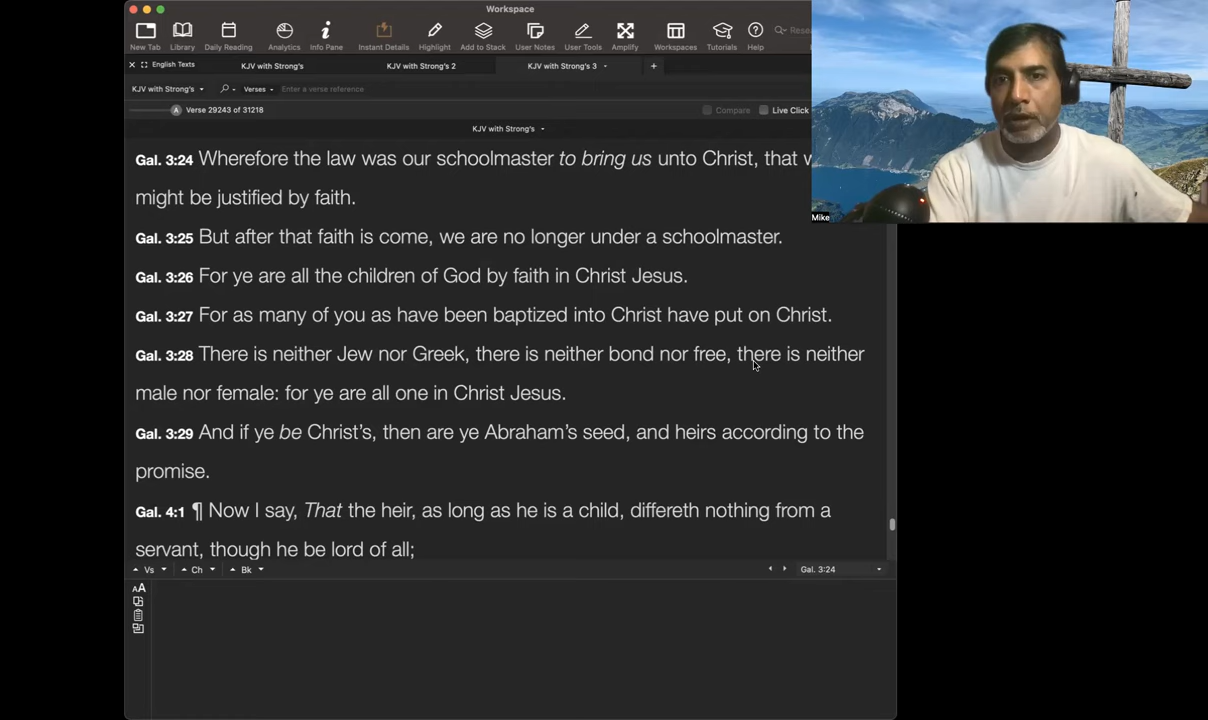 Workspace
New Tab Library Daily Reading Analytics Info Pane Instant Details Highlight Add to Stack User Notes User Tools Amplify Workspaces Tutorials Help
English Texts KJV with Strong's KJV with Strong's 2 KJV with Strong's 3
KJV with Strong's Verses Enter a verse reference
A Verse 29243 of 31218 Compare Live Click
KJV with Strong's
Gal. 3:24 Wherefore the law was our schoolmaster to bring us unto Christ, that
might be justified by faith.
Gal. 3:25 But after that faith is come, we are no longer under a schoolmaster.
Gal. 3:26 For ye are all the children of God by faith in Christ Jesus.
Gal. 3:27 For as many of you as have been baptized into Christ have put on Christ.
Gal. 3:28 There is neither Jew nor Greek, there is neither bond nor free, there is neither
male nor female: for ye are all one in Christ Jesus.
Gal. 3:29 And if ye be Christ's, then are ye Abraham's seed, and heirs according to the
promise.
Gal. 4:1 ¶ Now I say, That the heir, as long as he is a child, differeth nothing from a
servant, though he be lord of all;
Vs Ch Bk Gal. 3:24
AA
Mike